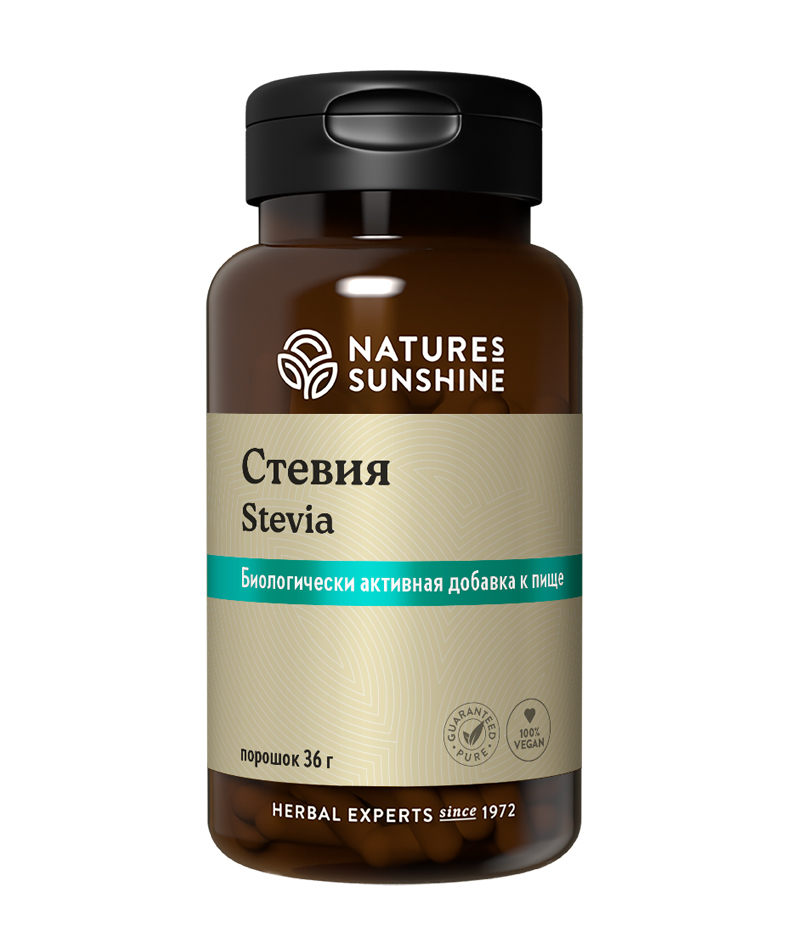 NATURES
SUNSHINE
Стевия
Stevia
Биологически активная добавка к пище
GUARANTEED
PURE
100%
VEGAN
порошок 36 г
HERBAL EXPERTS since 1972